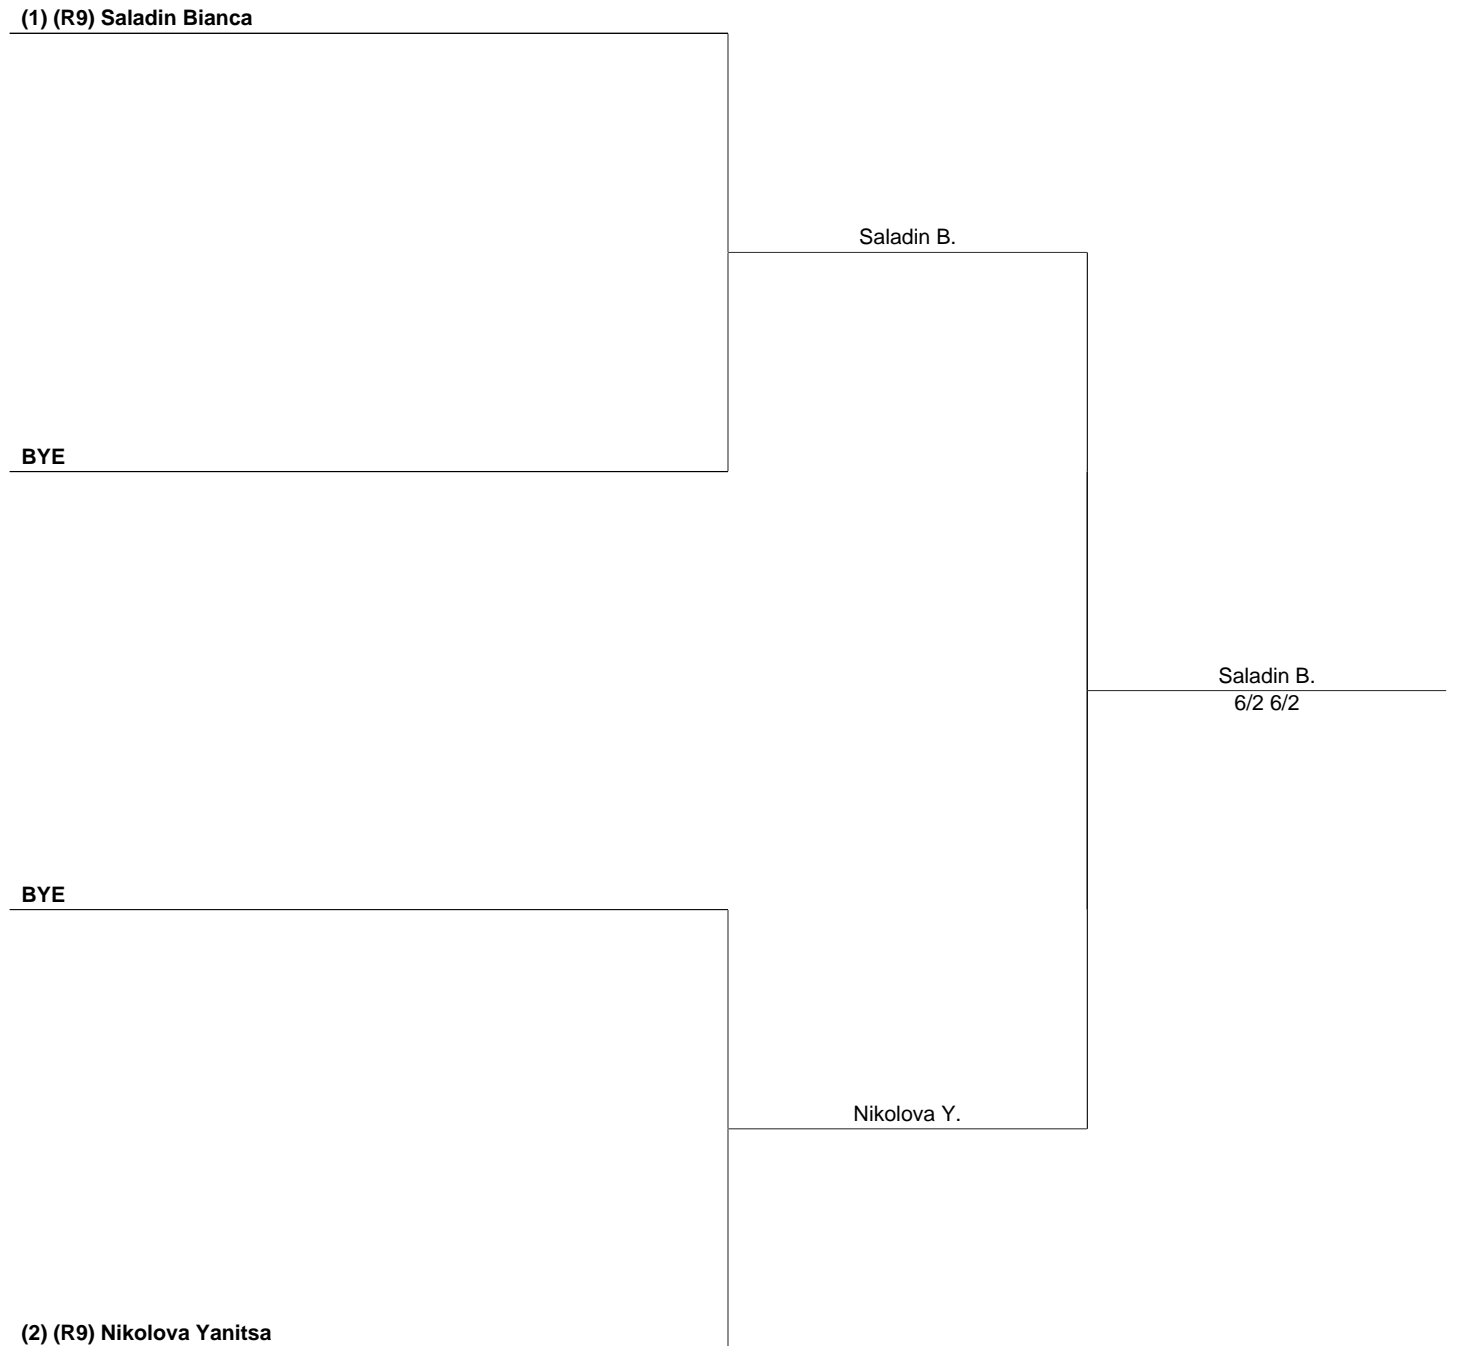 (1) (R9) Saladin Bianca
Saladin B.
BYE
Saladin B.
6/2 6/2
BYE
Nikolova Y.
(2) (R9) Nikolova Yanitsa